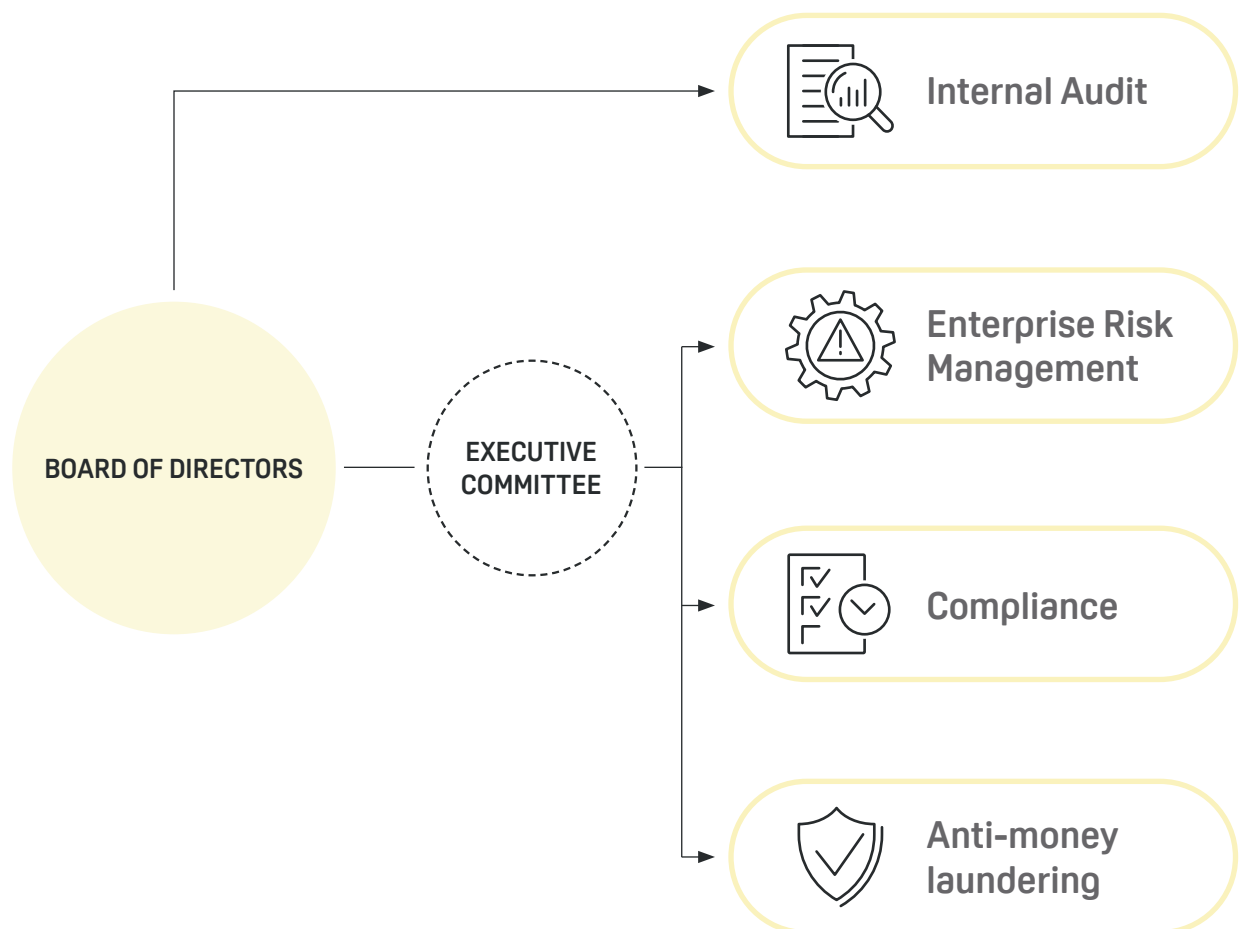 Internal Audit
Enterprise Risk
Management
BOARD OF DIRECTORS
EXECUTIVE
COMMITTEE
Compliance
Anti-money
laundering